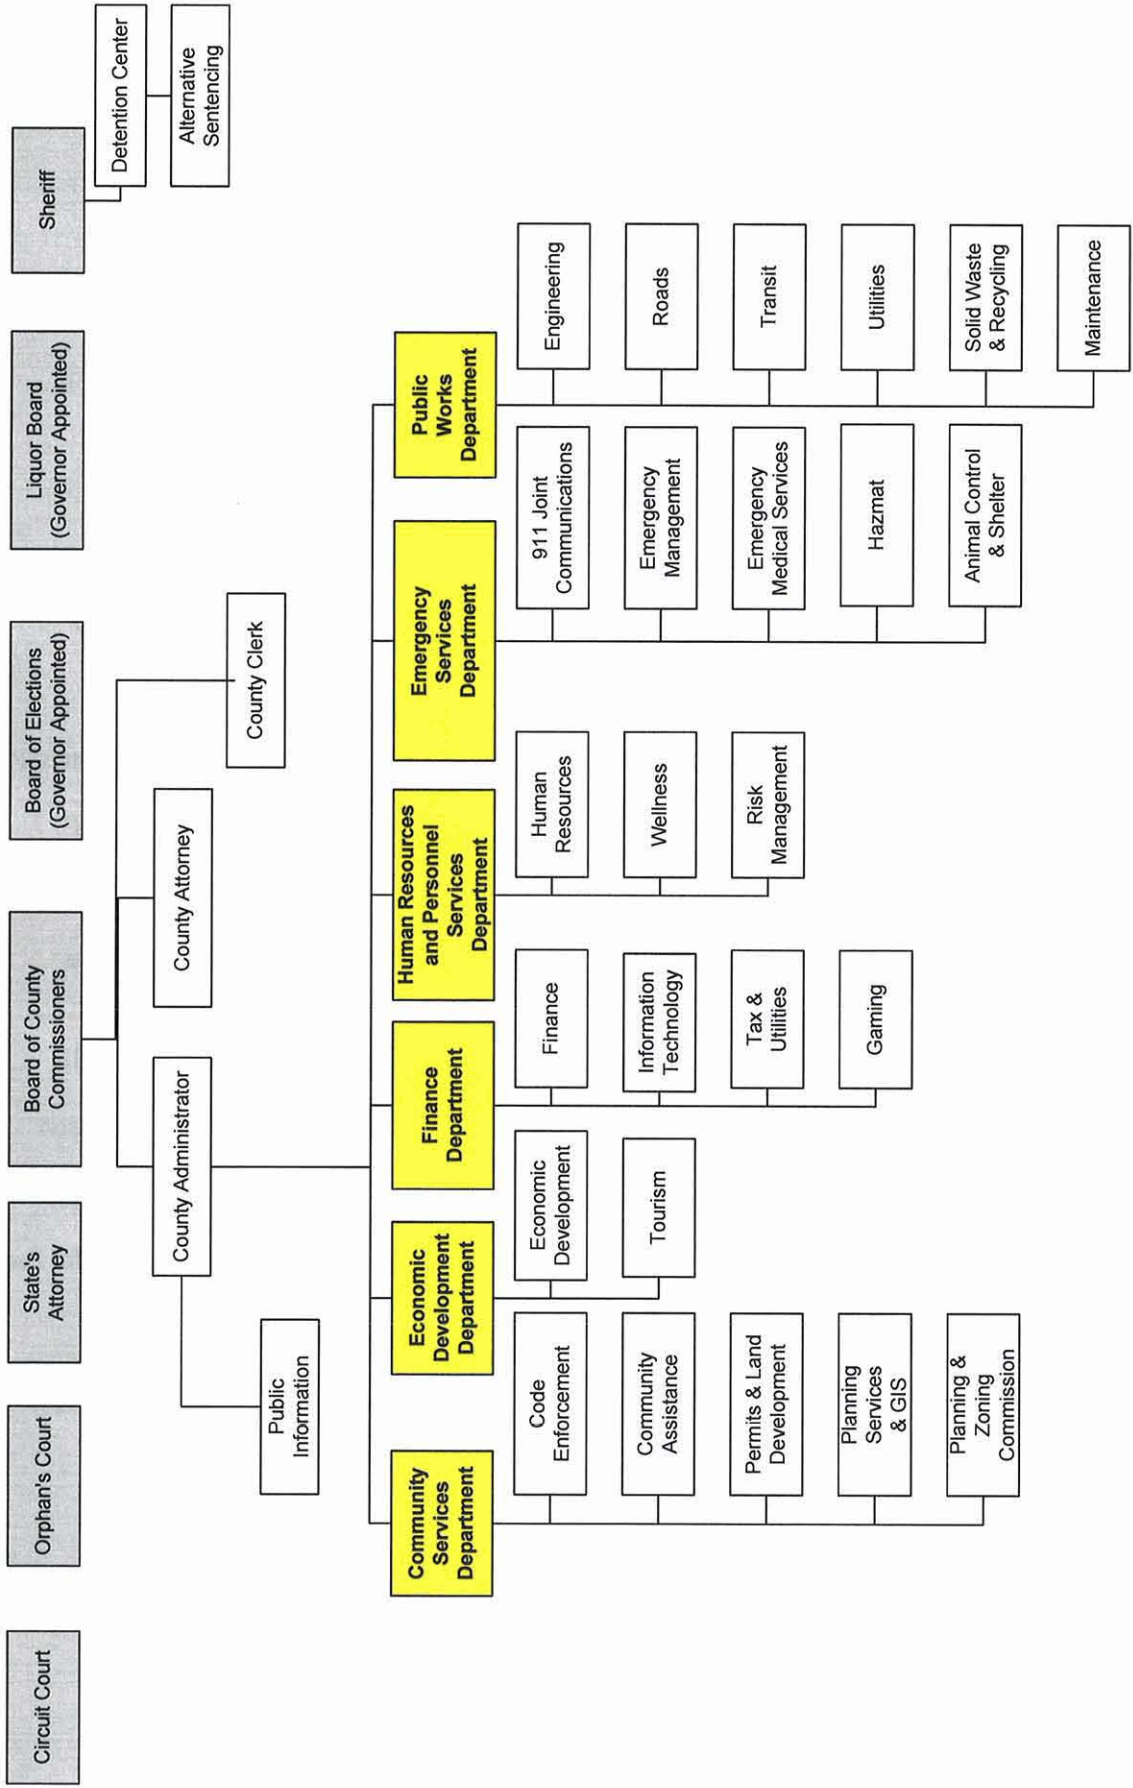 Circuit Court
Orphan's Court
State's
Attorney
Board of County
Commissioners
Board of Elections
(Governor Appointed)
Liquor Board
(Governor Appointed)
Sheriff
Detention Center
Alternative
Sentencing
County Administrator
County Attorney
County Clerk
Public
Information
Community
Services
Department
Economic
Development
Department
Finance
Department
Human Resources
and Personnel
Services
Department
Emergency
Services
Department
Public
Works
Department
Code
Enforcement
Community
Assistance
Permits & Land
Development
Planning
Services
& GIS
Planning &
Zoning
Commission
Economic
Development
Tourism
Finance
Information
Technology
Tax &
Utilities
Gaming
Human
Resources
Wellness
Risk
Management
911 Joint
Communications
Emergency
Management
Emergency
Medical Services
Hazmat
Animal Control
& Shelter
Engineering
Roads
Transit
Utilities
Solid Waste
& Recycling
Maintenance